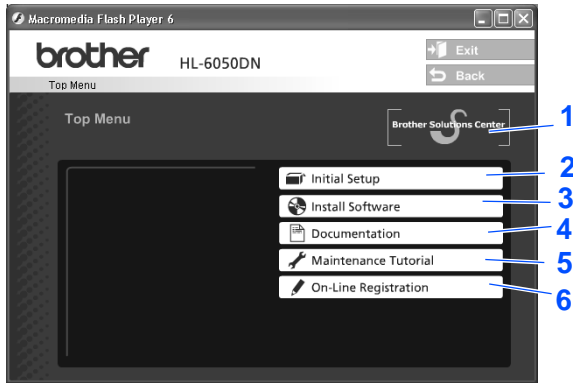 Macromedia Flash Player 6
brother
HL-6050DN
Exit
Back
Top Menu
Top Menu
Brother Solutions Center
1
Initial Setup
2
Install Software
3
Documentation
4
Maintenance Tutorial
5
On-Line Registration
6